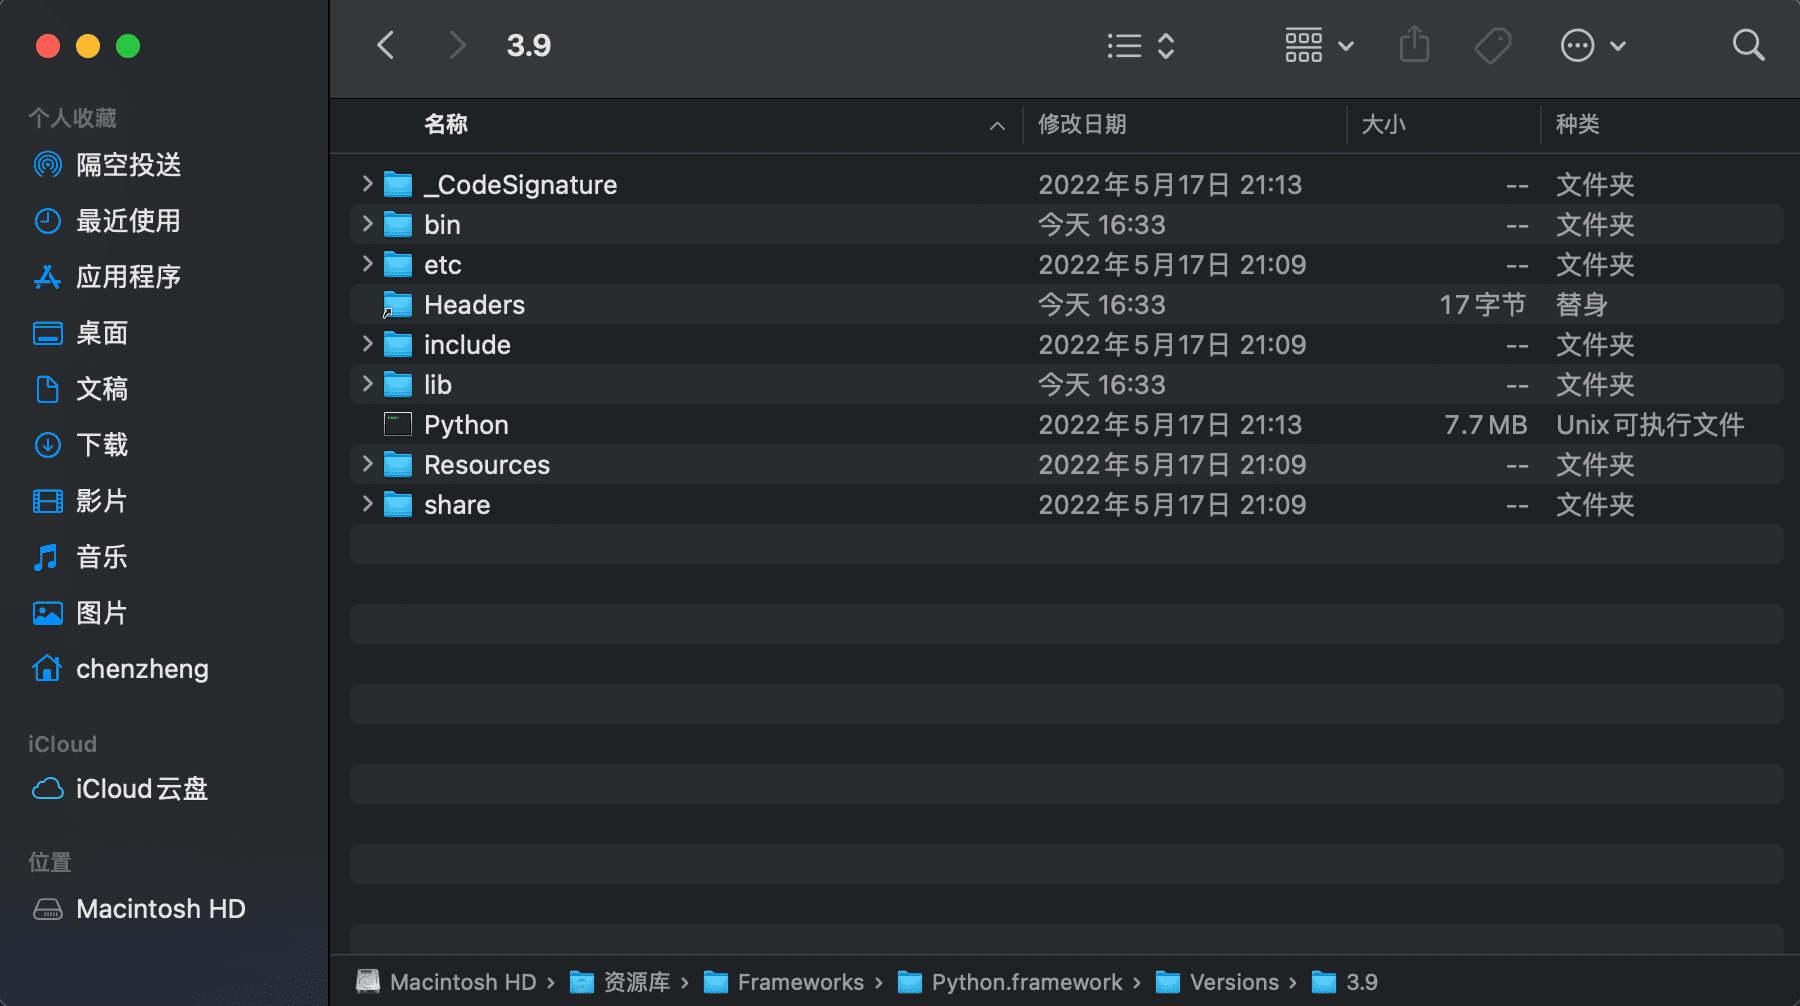 3.9
个人收藏
隔空投送
最近使用
应用程序
桌面
文稿
下载
影片
音乐
图片
chenzheng
iCloud
iCloud云盘
位置
Macintosh HD
名称 修改日期 大小 种类
_CodeSignature 2022年5月17日 21:13 -- 文件夹
bin 今天 16:33 -- 文件夹
etc 2022年5月17日 21:09 -- 文件夹
Headers 今天 16:33 17字节 替身
include 2022年5月17日 21:09 -- 文件夹
lib 今天 16:33 -- 文件夹
Python 2022年5月17日 21:13 7.7 MB Unix可执行文件
Resources 2022年5月17日 21:09 -- 文件夹
share 2022年5月17日 21:09 -- 文件夹
Macintosh HD › 资源库 › Frameworks › Python.framework › Versions › 3.9